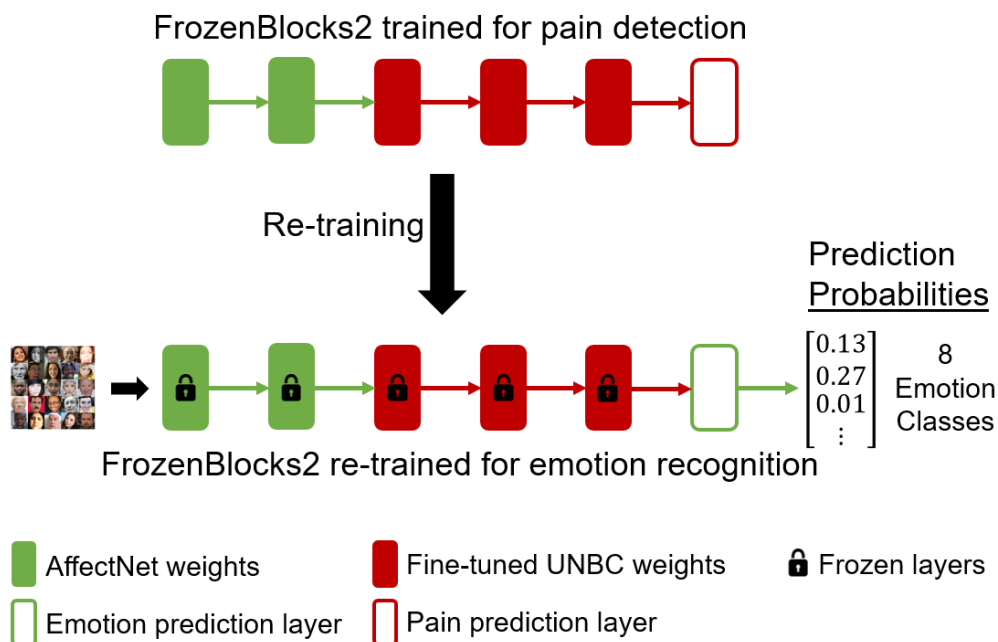 FrozenBlocks2 trained for pain detection
Re-training
Prediction
Probabilities
0.13
0.27
0.01
⋮
8
Emotion
Classes
FrozenBlocks2 re-trained for emotion recognition
AffectNet weights
Fine-tuned UNBC weights
Frozen layers
Emotion prediction layer
Pain prediction layer